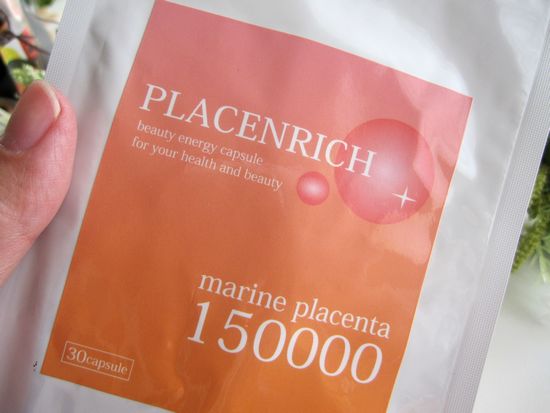 PLACENRICH
beauty energy capsule
for your health and beauty
marine placenta
150000
30capsule